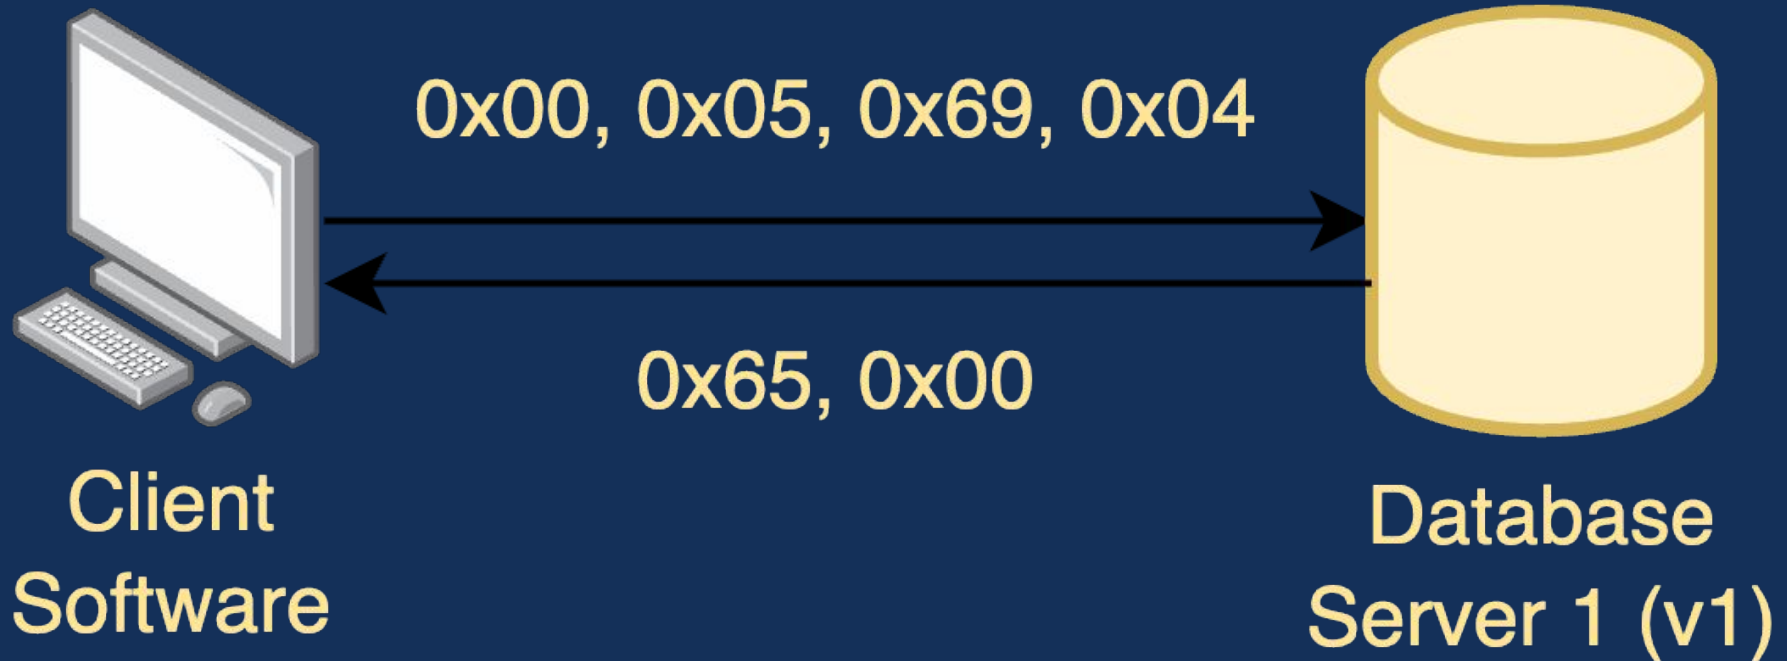 0x00, 0x05, 0x69, 0x04
0x65, 0x00
Client
Software
Database
Server 1 (v1)